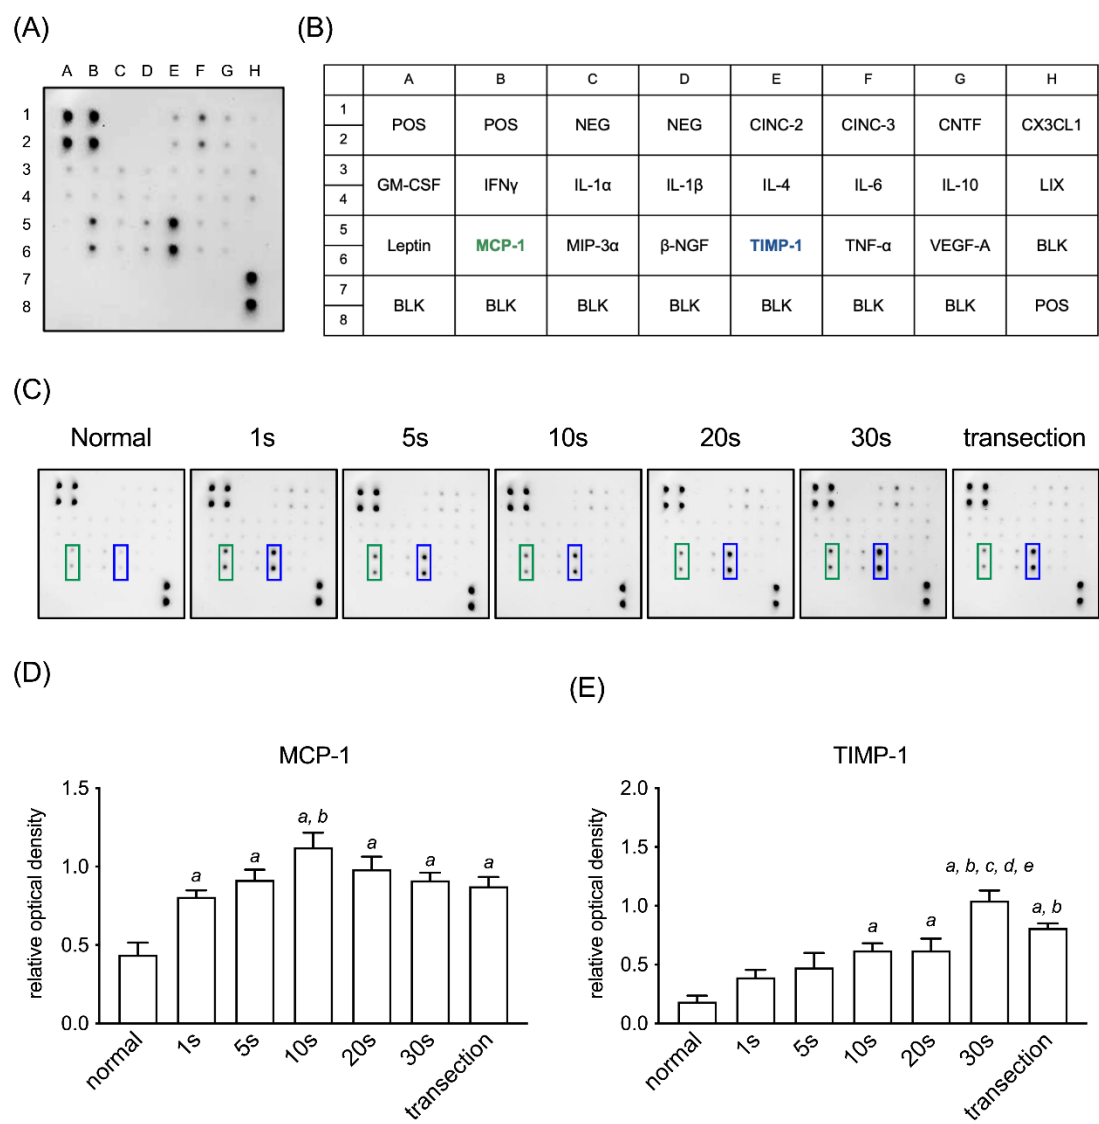 (A)
A B C D E F G H
1
2
3
4
5
6
7
8
(B)
A B C D E F G H
1
POS POS NEG NEG CINC-2 CINC-3 CNTF CX3CL1
2
3
GM-CSF IFNγ IL-1α IL-1β IL-4 IL-6 IL-10 LIX
4
5
Leptin MCP-1 MIP-3α β-NGF TIMP-1 TNF-α VEGF-A BLK
6
7
BLK BLK BLK BLK BLK BLK BLK POS
8
(C)
Normal 1s 5s 10s 20s 30s transection
(D)
MCP-1
relative optical density
1.5
1.0
0.5
0.0
a
a
a, b
a
a
a
normal 1s 5s 10s 20s 30s transection
(E)
TIMP-1
relative optical density
2.0
1.5
1.0
0.5
0.0
a
a
a, b, c, d, e
a, b
normal 1s 5s 10s 20s 30s transection